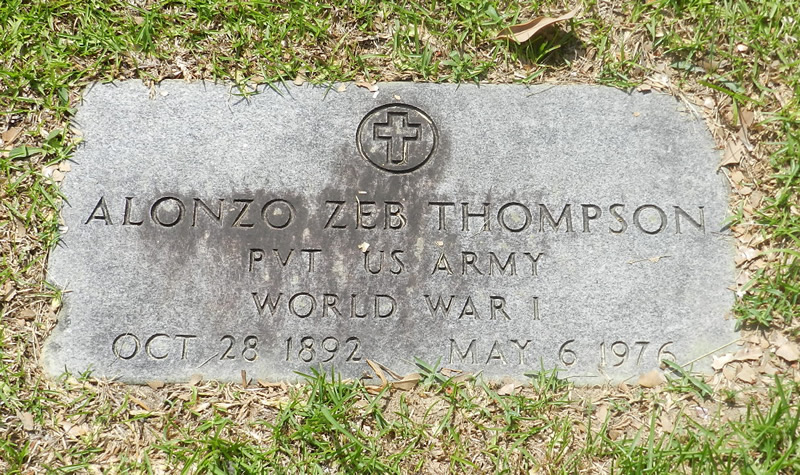 ALONZO ZEB THOMPSON
PVT US ARMY
WORLD WAR I
OCT 28 1892 MAY 6 1976